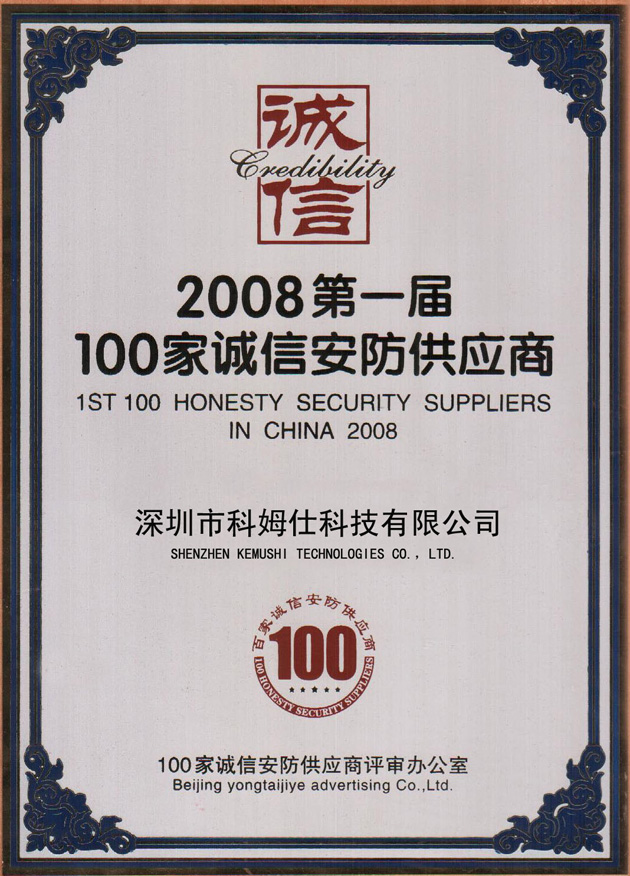 诚
Credibility
信
2008第一届
100家诚信安防供应商
1ST 100 HONESTY SECURITY SUPPLIERS
IN CHINA 2008
深圳市科姆仕科技有限公司
SHENZHEN KEMUSHI TECHNOLOGIES CO., LTD.
百家诚信安防供应商
100
100 HONESTY SECURITY SUPPLIERS
100家诚信安防供应商评审办公室
Beijing yongtaijiye advertising Co.,Ltd.